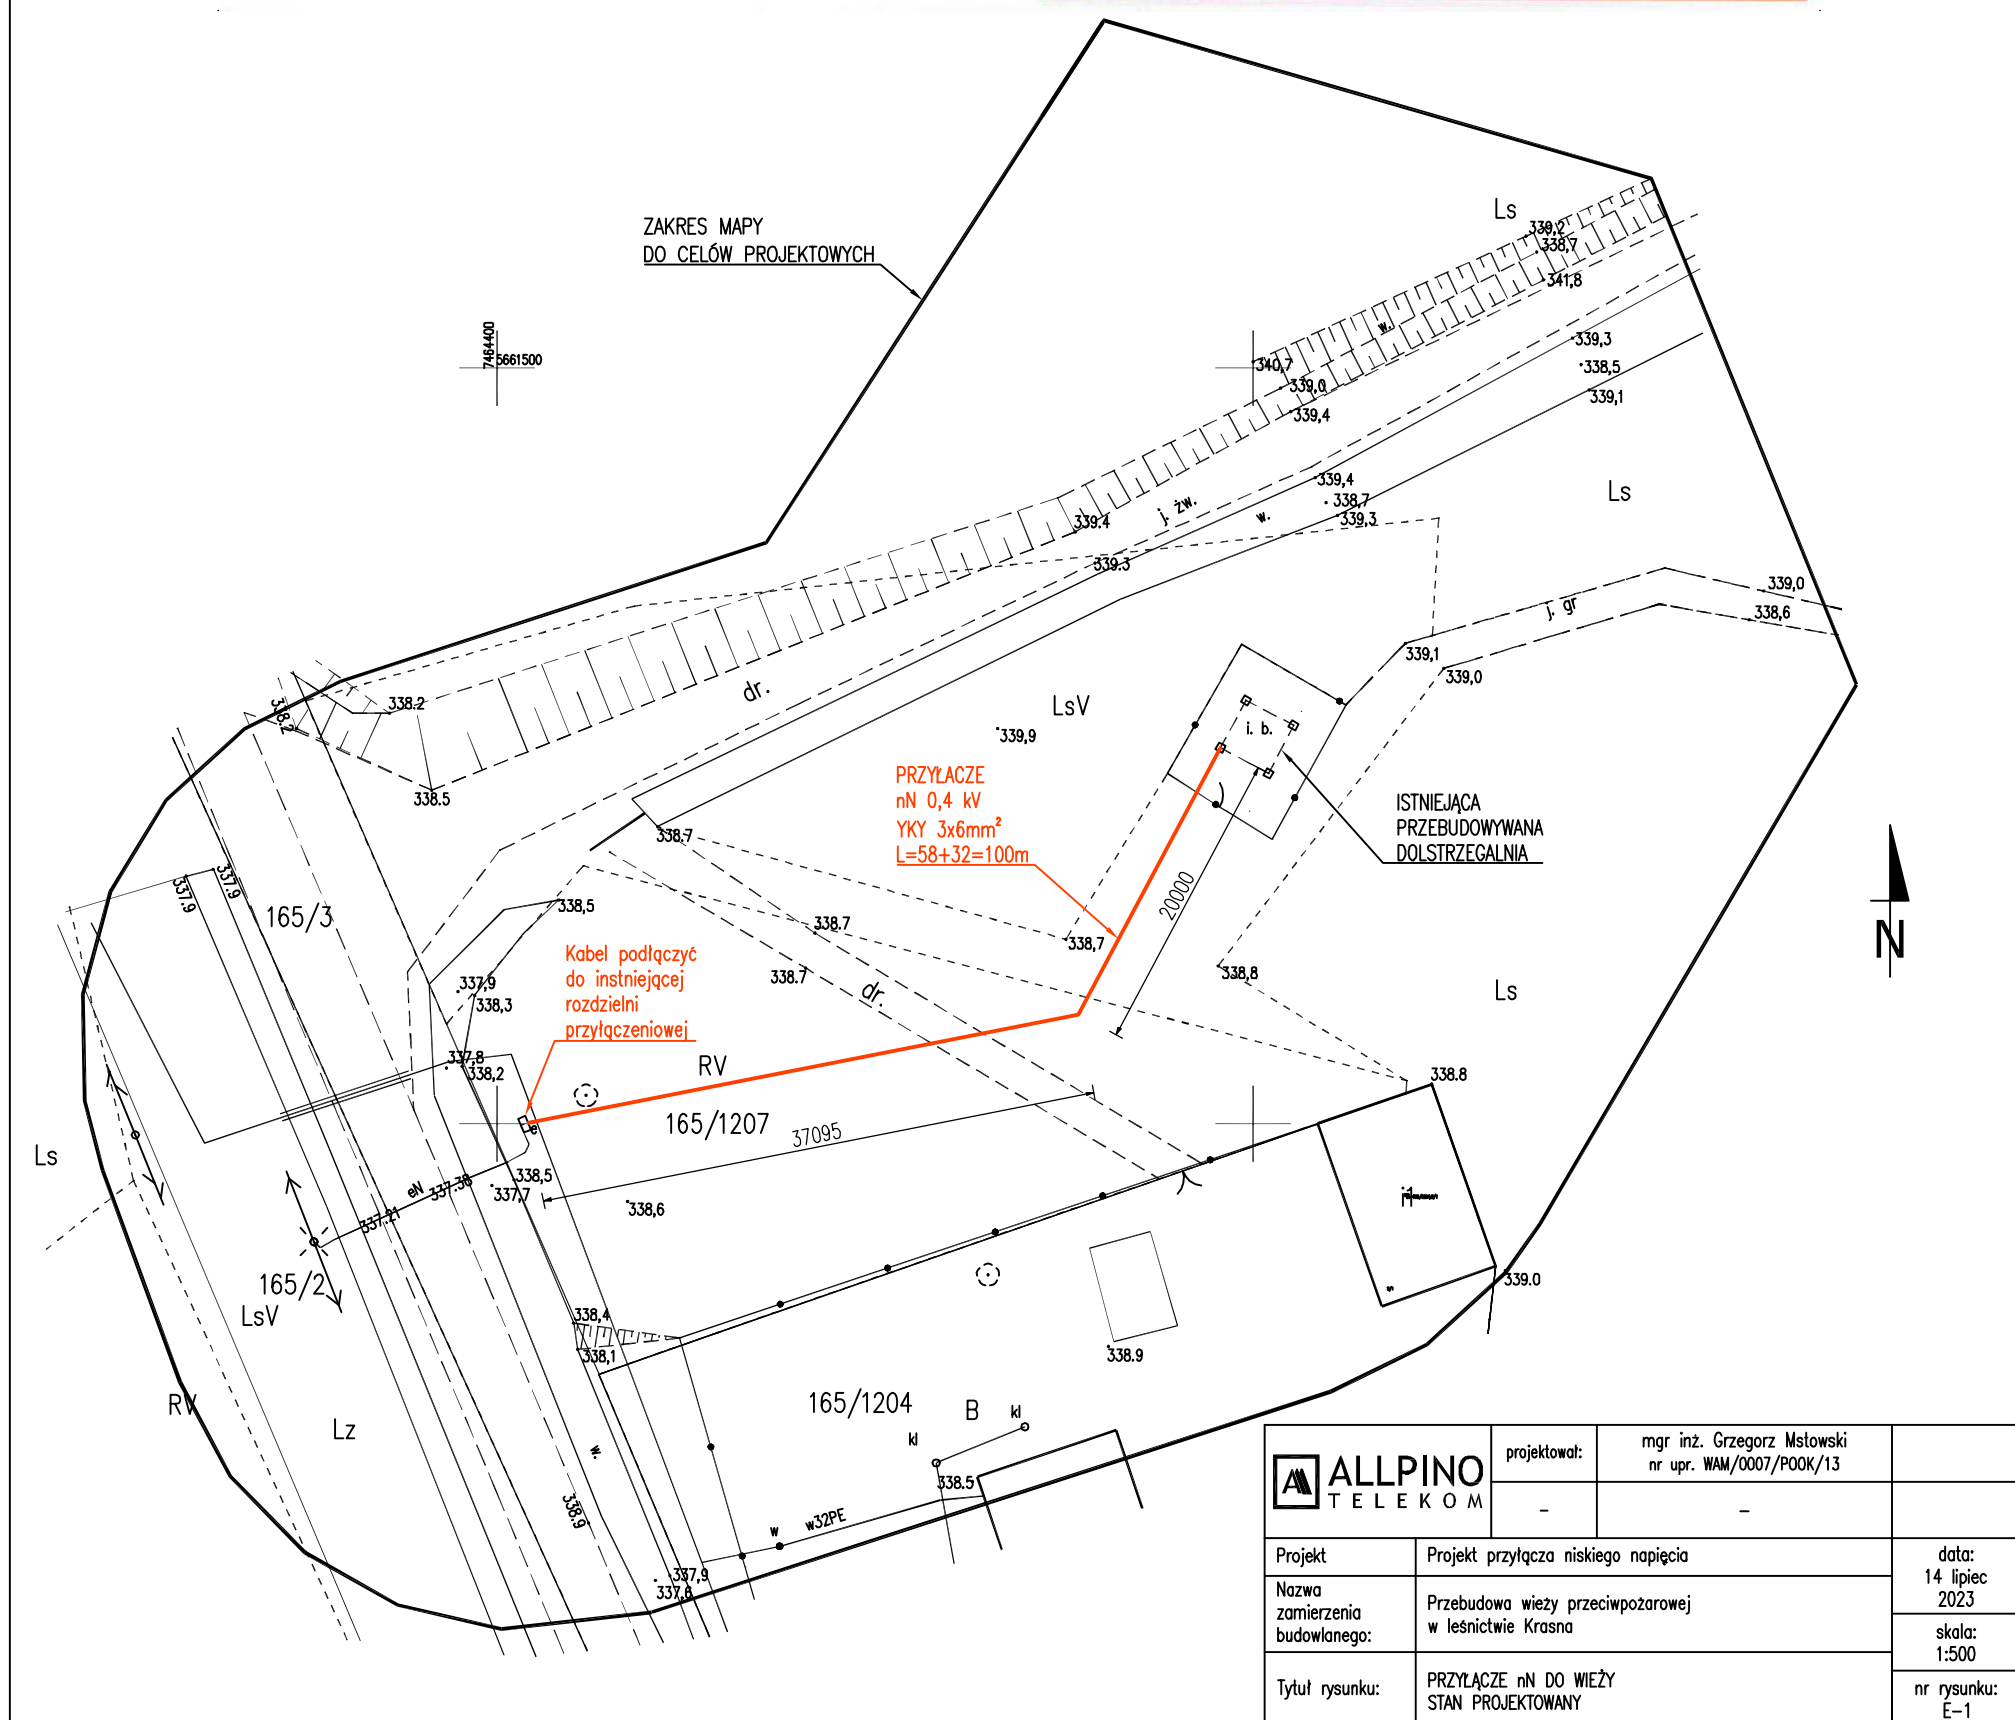 ZAKRES MAPY
DO CELÓW PROJEKTOWYCH
7464400
5661500
Ls
339,2
338,7
341,8
w.
340,7
339,0
339,4
339,3
338,5
339,1
Ls
339,4
338,7
339,3
j. żw.
w.
339.4
339.3
j. gr
339,0
338,6
339,1
339,0
dr.
LsV
339,9
i. b.
338.2
338.2
338.5
PRZYŁACZE
nN 0,4 kV
YKY 3x6mm²
L=58+32=100m
ISTNIEJĄCA
PRZEBUDOWYWANA
DOLSTRZEGALNIA
20000
338.7
337.9
337.9
165/3
338,5
338.7
338.7
dr.
338,7
338,8
Ls
N
Kabel podłączyć
do instniejącej
rozdzielni
przyłączeniowej
337,9
338,3
337,8
338,2
RV
e
165/1207
37095
338.8
Ls
eN
337.38
337.21
338,5
337,7
338,6
i1
s
339.0
165/2
LsV
338,4
338,1
338.9
RV
Lz
165/1204
B
kl
kl
w.
338.5
338.9
w
w32PE
337,9
337,6
ALLPINO
TELEKOM
projektował:
mgr inż. Grzegorz Mstowski
nr upr. WAM/0007/POOK/13
–
–
Projekt
Projekt przyłącza niskiego napięcia
data:
14 lipiec
2023
Nazwa
zamierzenia
budowlanego:
Przebudowa wieży przeciwpożarowej
w leśnictwie Krasna
skala:
1:500
Tytuł rysunku:
PRZYŁĄCZE nN DO WIEŻY
STAN PROJEKTOWANY
nr rysunku:
E-1